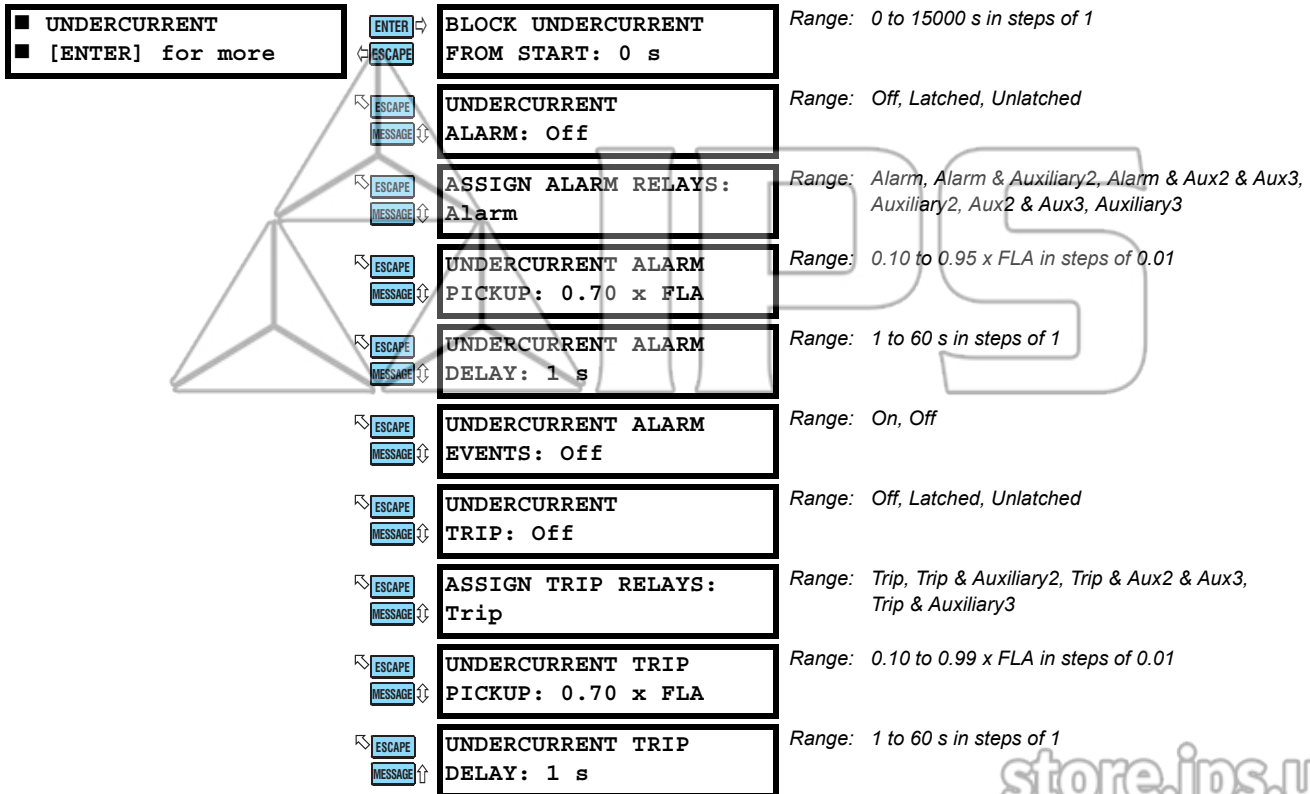 ■ UNDERCURRENT
■ [ENTER] for more
ENTER
ESCAPE
BLOCK UNDERCURRENT
FROM START: 0 s
Range: 0 to 15000 s in steps of 1
ESCAPE
MESSAGE
UNDERCURRENT
ALARM: Off
Range: Off, Latched, Unlatched
ESCAPE
MESSAGE
ASSIGN ALARM RELAYS:
Alarm
Range: Alarm, Alarm & Auxiliary2, Alarm & Aux2 & Aux3,
Auxiliary2, Aux2 & Aux3, Auxiliary3
ESCAPE
MESSAGE
UNDERCURRENT ALARM
PICKUP: 0.70 x FLA
Range: 0.10 to 0.95 x FLA in steps of 0.01
ESCAPE
MESSAGE
UNDERCURRENT ALARM
DELAY: 1 s
Range: 1 to 60 s in steps of 1
ESCAPE
MESSAGE
UNDERCURRENT ALARM
EVENTS: Off
Range: On, Off
ESCAPE
MESSAGE
UNDERCURRENT
TRIP: Off
Range: Off, Latched, Unlatched
ESCAPE
MESSAGE
ASSIGN TRIP RELAYS:
Trip
Range: Trip, Trip & Auxiliary2, Trip & Aux2 & Aux3,
Trip & Auxiliary3
ESCAPE
MESSAGE
UNDERCURRENT TRIP
PICKUP: 0.70 x FLA
Range: 0.10 to 0.99 x FLA in steps of 0.01
ESCAPE
MESSAGE
UNDERCURRENT TRIP
DELAY: 1 s
Range: 1 to 60 s in steps of 1
IPS
store.ips.u